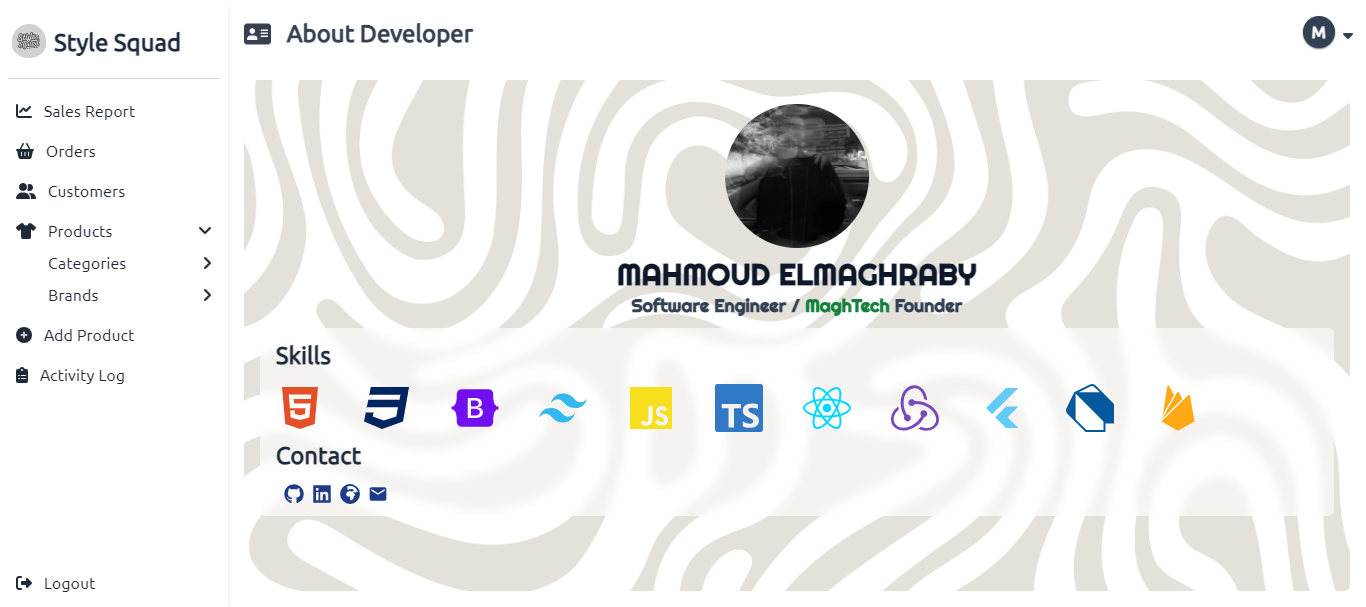 Style Squad
Sales Report
Orders
Customers
Products
Categories
Brands
Add Product
Activity Log
Logout
About Developer
M
MAHMOUD ELMAGHRABY
Software Engineer / MaghTech Founder
Skills
5
3
B
JS
TS
Contact